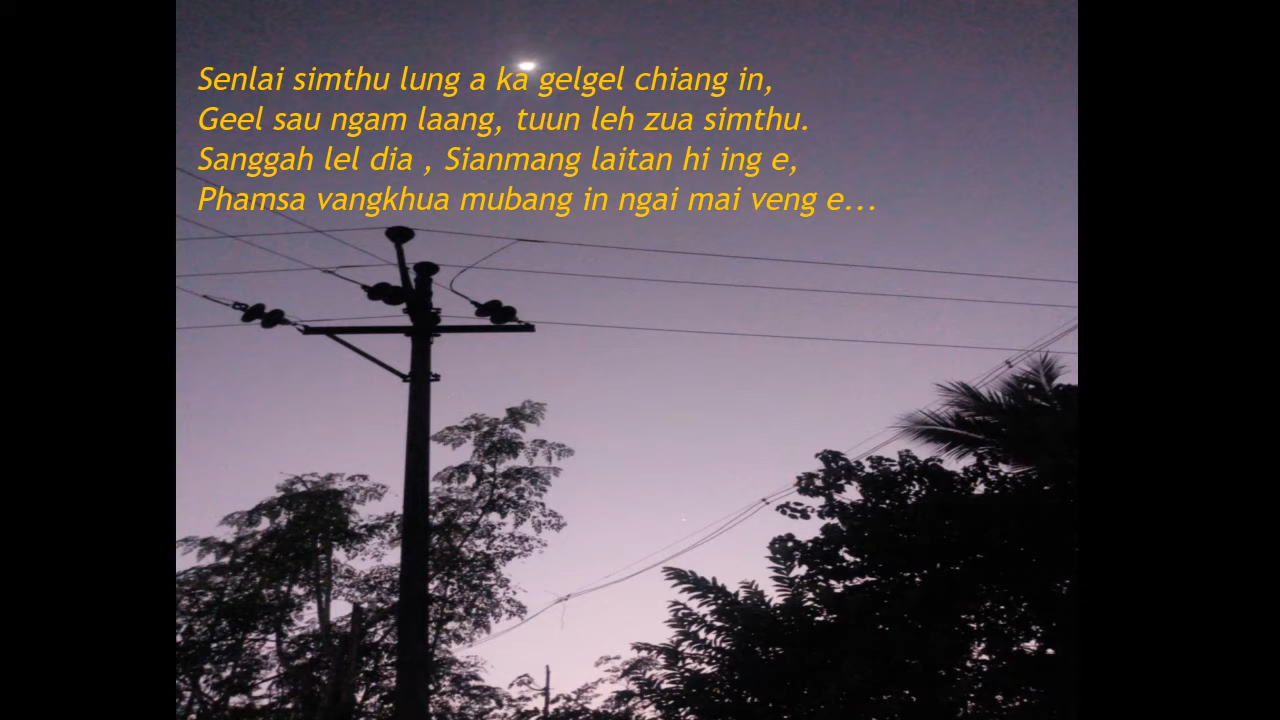 Senlai simthu lung a ka gelgel chiang in,
Geel sau ngam laang, tuun leh zua simthu.
Sanggah lel dia , Sianmang laitan hi ing e,
Phamsa vangkhua mubang in ngai mai veng e...